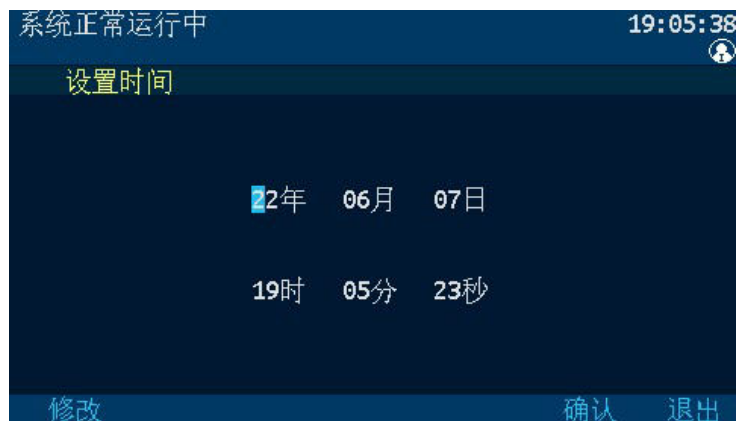 系统正常运行中 19:05:38
设置时间
22年 06月 07日
19时 05分 23秒
修改 确认 退出